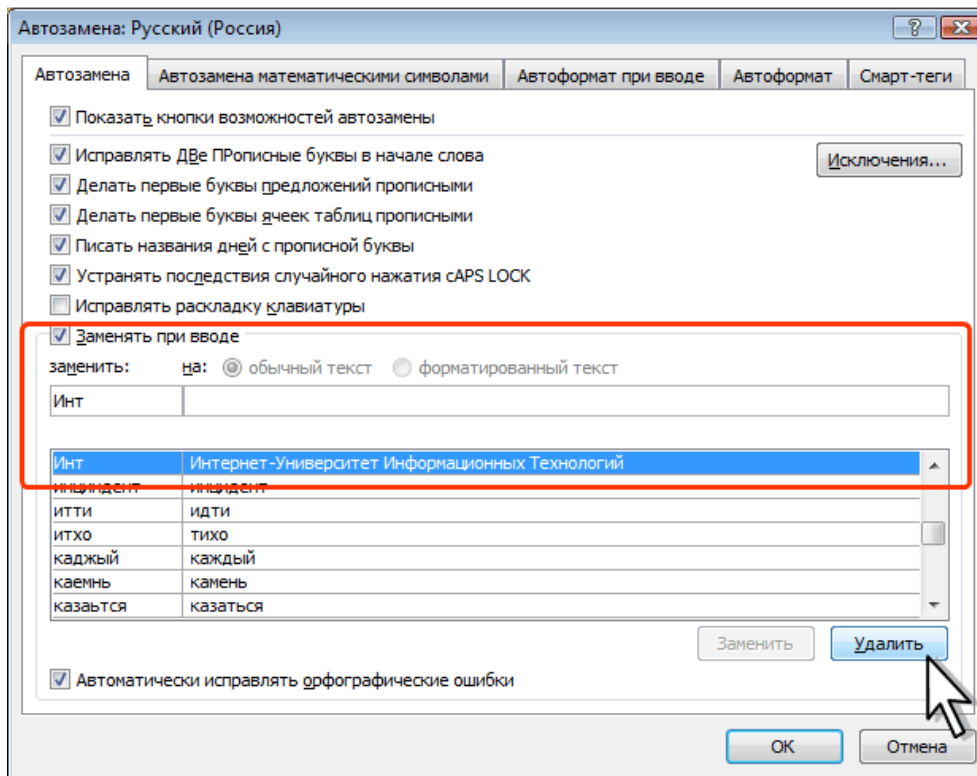 Автозамена: Русский (Россия)
Автозамена Автозамена математическими символами Автоформат при вводе Автоформат Смарт-теги
Показать кнопки возможностей автозамены
Исправлять ДВе ПРописные буквы в начале слова
Исключения...
Делать первые буквы предложений прописными
Делать первые буквы ячеек таблиц прописными
Писать названия дней с прописной буквы
Устранять последствия случайного нажатия cAPS LOCK
Исправлять раскладку клавиатуры
Заменять при вводе
заменить: на: обычный текст форматированный текст
Инт
Инт Интернет-Университет Информационных Технологий
инциндент инцидент
итти идти
итхо тихо
каджый каждый
каемнь камень
казаьтся казаться
Заменить Удалить
Автоматически исправлять орфографические ошибки
ОК Отмена